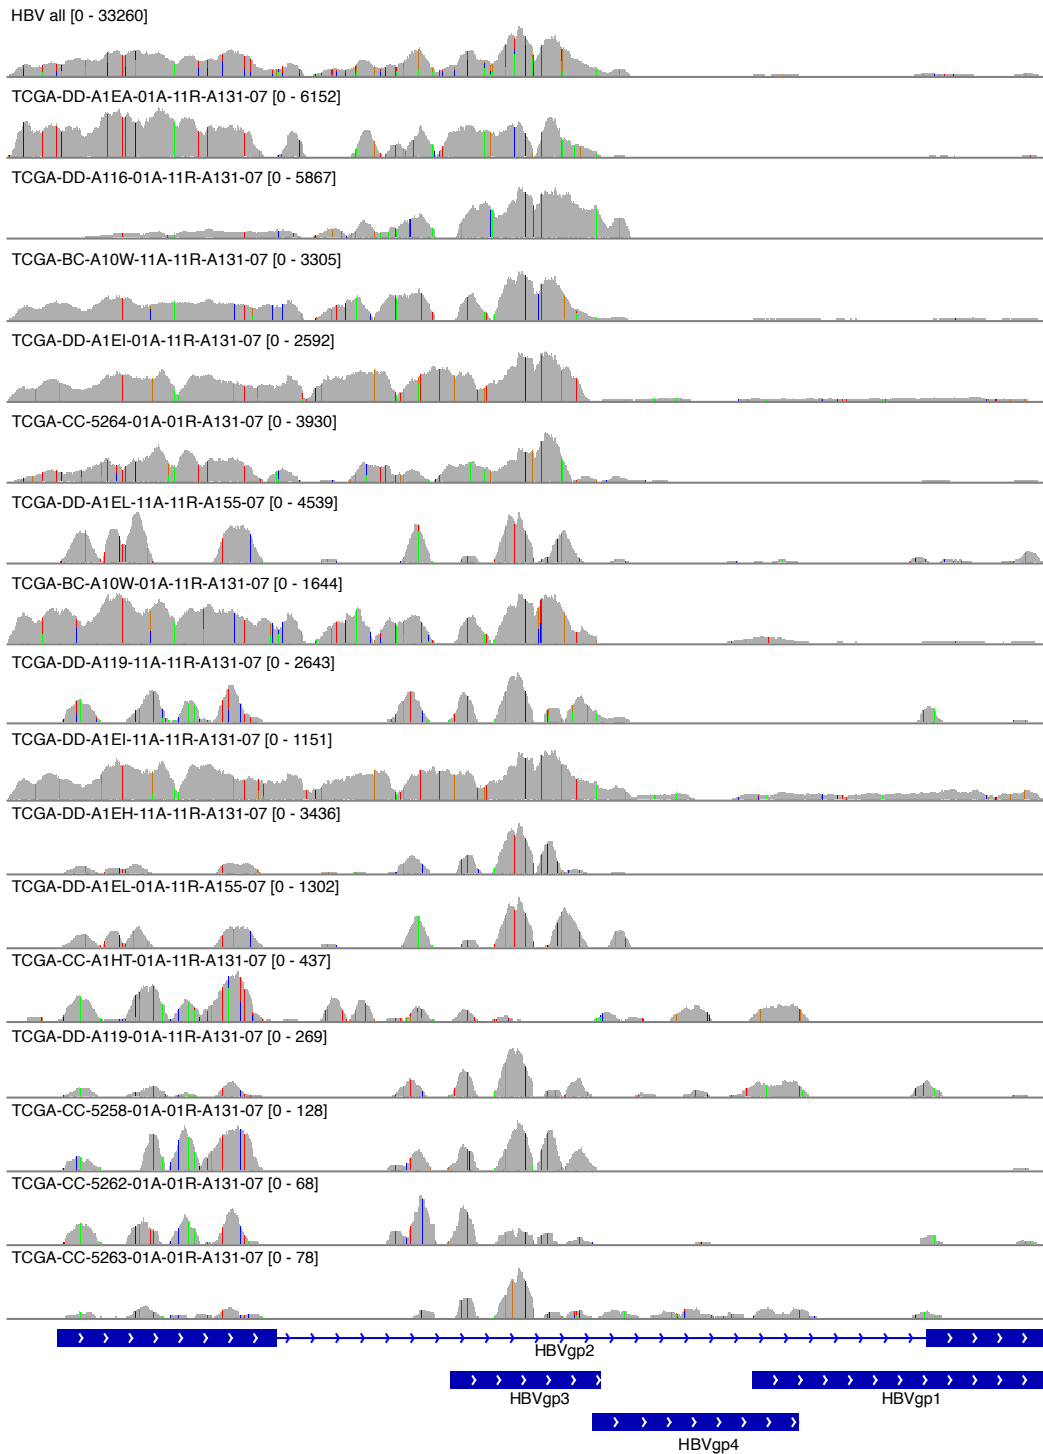 HBV all [0 - 33260]
TCGA-DD-A1EA-01A-11R-A131-07 [0 - 6152]
TCGA-DD-A116-01A-11R-A131-07 [0 - 5867]
TCGA-BC-A10W-11A-11R-A131-07 [0 - 3305]
TCGA-DD-A1EI-01A-11R-A131-07 [0 - 2592]
TCGA-CC-5264-01A-01R-A131-07 [0 - 3930]
TCGA-DD-A1EL-11A-11R-A155-07 [0 - 4539]
TCGA-BC-A10W-01A-11R-A131-07 [0 - 1644]
TCGA-DD-A119-11A-11R-A131-07 [0 - 2643]
TCGA-DD-A1EI-11A-11R-A131-07 [0 - 1151]
TCGA-DD-A1EH-11A-11R-A131-07 [0 - 3436]
TCGA-DD-A1EL-01A-11R-A155-07 [0 - 1302]
TCGA-CC-A1HT-01A-11R-A131-07 [0 - 437]
TCGA-DD-A119-01A-11R-A131-07 [0 - 269]
TCGA-CC-5258-01A-01R-A131-07 [0 - 128]
TCGA-CC-5262-01A-01R-A131-07 [0 - 68]
TCGA-CC-5263-01A-01R-A131-07 [0 - 78]
HBVgp2
HBVgp3
HBVgp1
HBVgp4